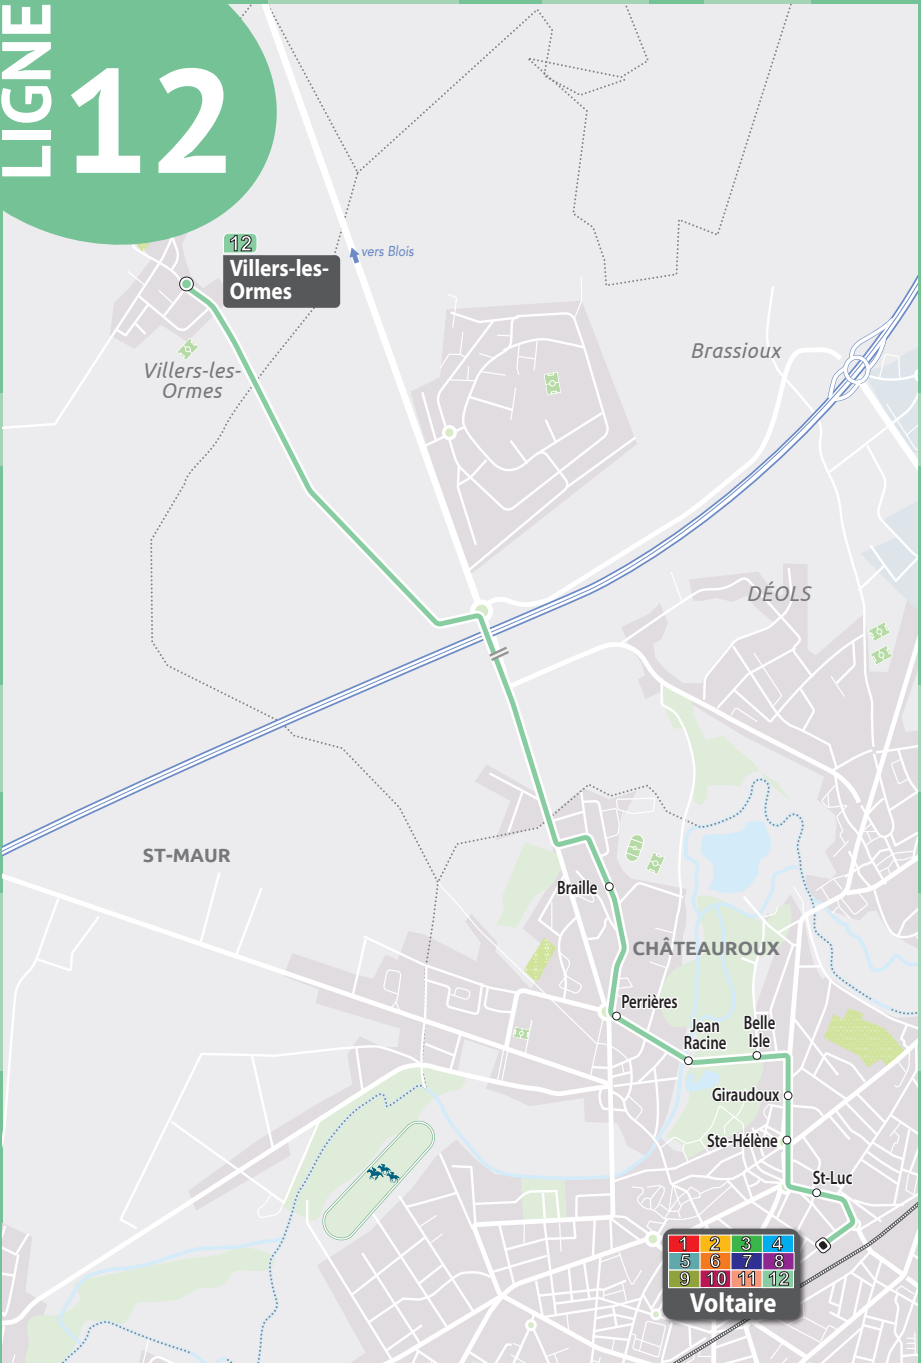 LIGNE
12
12
Villers-les-
Ormes
vers Blois
Villers-les-
Ormes
Brassioux
DÉOLS
ST-MAUR
Braille
CHÂTEAUROUX
Perrières
Jean
Racine
Belle
Isle
Giraudoux
Ste-Hélène
St-Luc
1 2 3 4
5 6 7 8
9 10 11 12
Voltaire